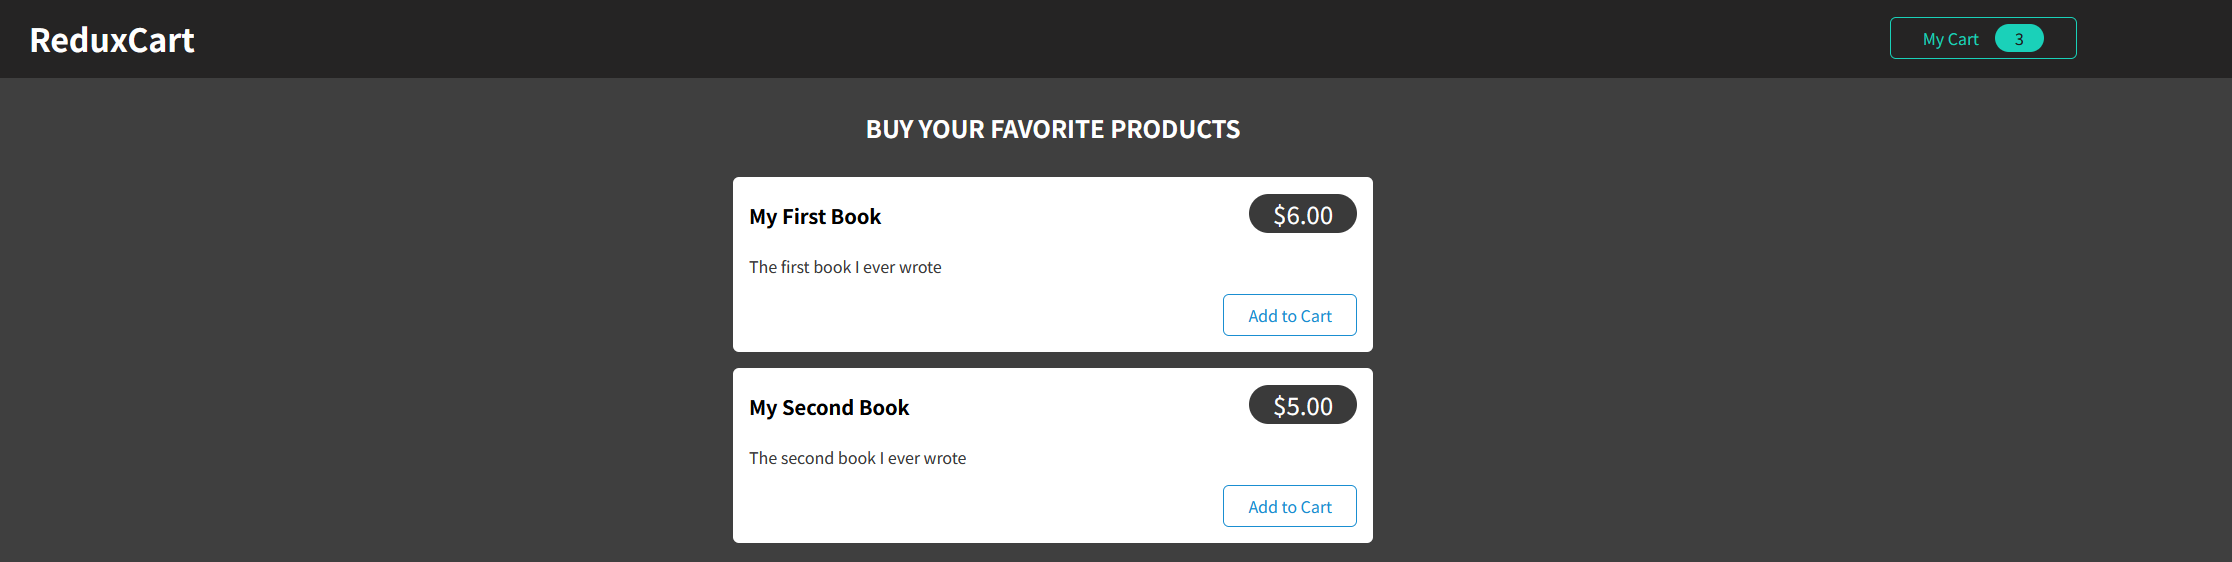 ReduxCart
My Cart 3
BUY YOUR FAVORITE PRODUCTS
My First Book $6.00
The first book I ever wrote
Add to Cart
My Second Book $5.00
The second book I ever wrote
Add to Cart